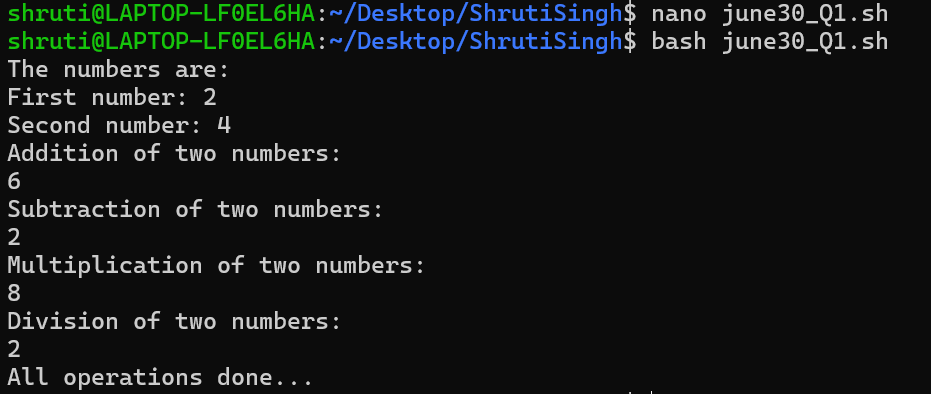 shruti@LAPTOP-LF0EL6HA:~/Desktop/ShrutiSingh$ nano june30_Q1.sh
shruti@LAPTOP-LF0EL6HA:~/Desktop/ShrutiSingh$ bash june30_Q1.sh
The numbers are:
First number: 2
Second number: 4
Addition of two numbers:
6
Subtraction of two numbers:
2
Multiplication of two numbers:
8
Division of two numbers:
2
All operations done...